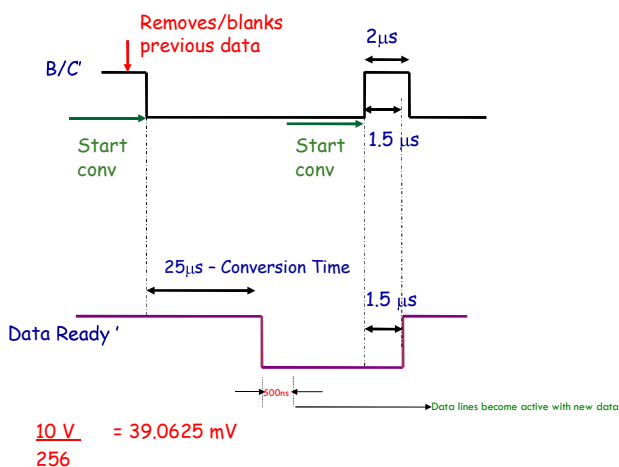 Removes/blanks
previous data
2μs
B/C'
1.5 μs
Start
conv
Start
conv
25μs – Conversion Time
1.5 μs
Data Ready '
500ns
Data lines become active with new data
10 V = 39.0625 mV
256